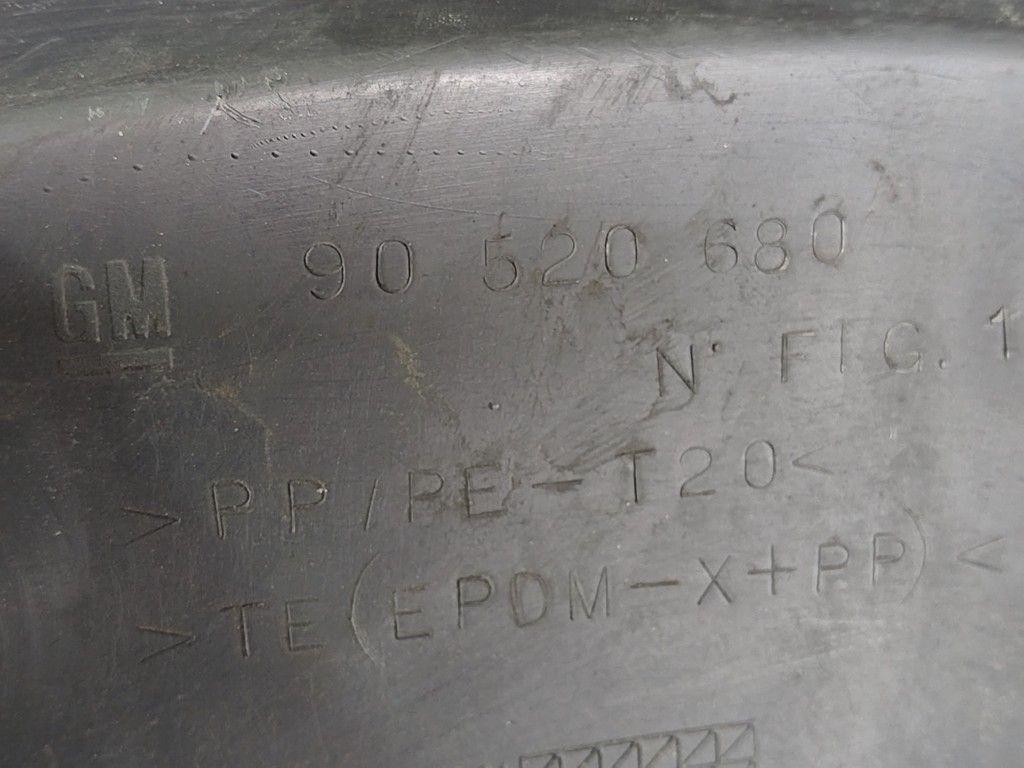 GM 90 520 680
N° FIG. 1
>PP/PE-T20<
>TE(EPDM-X+PP)<